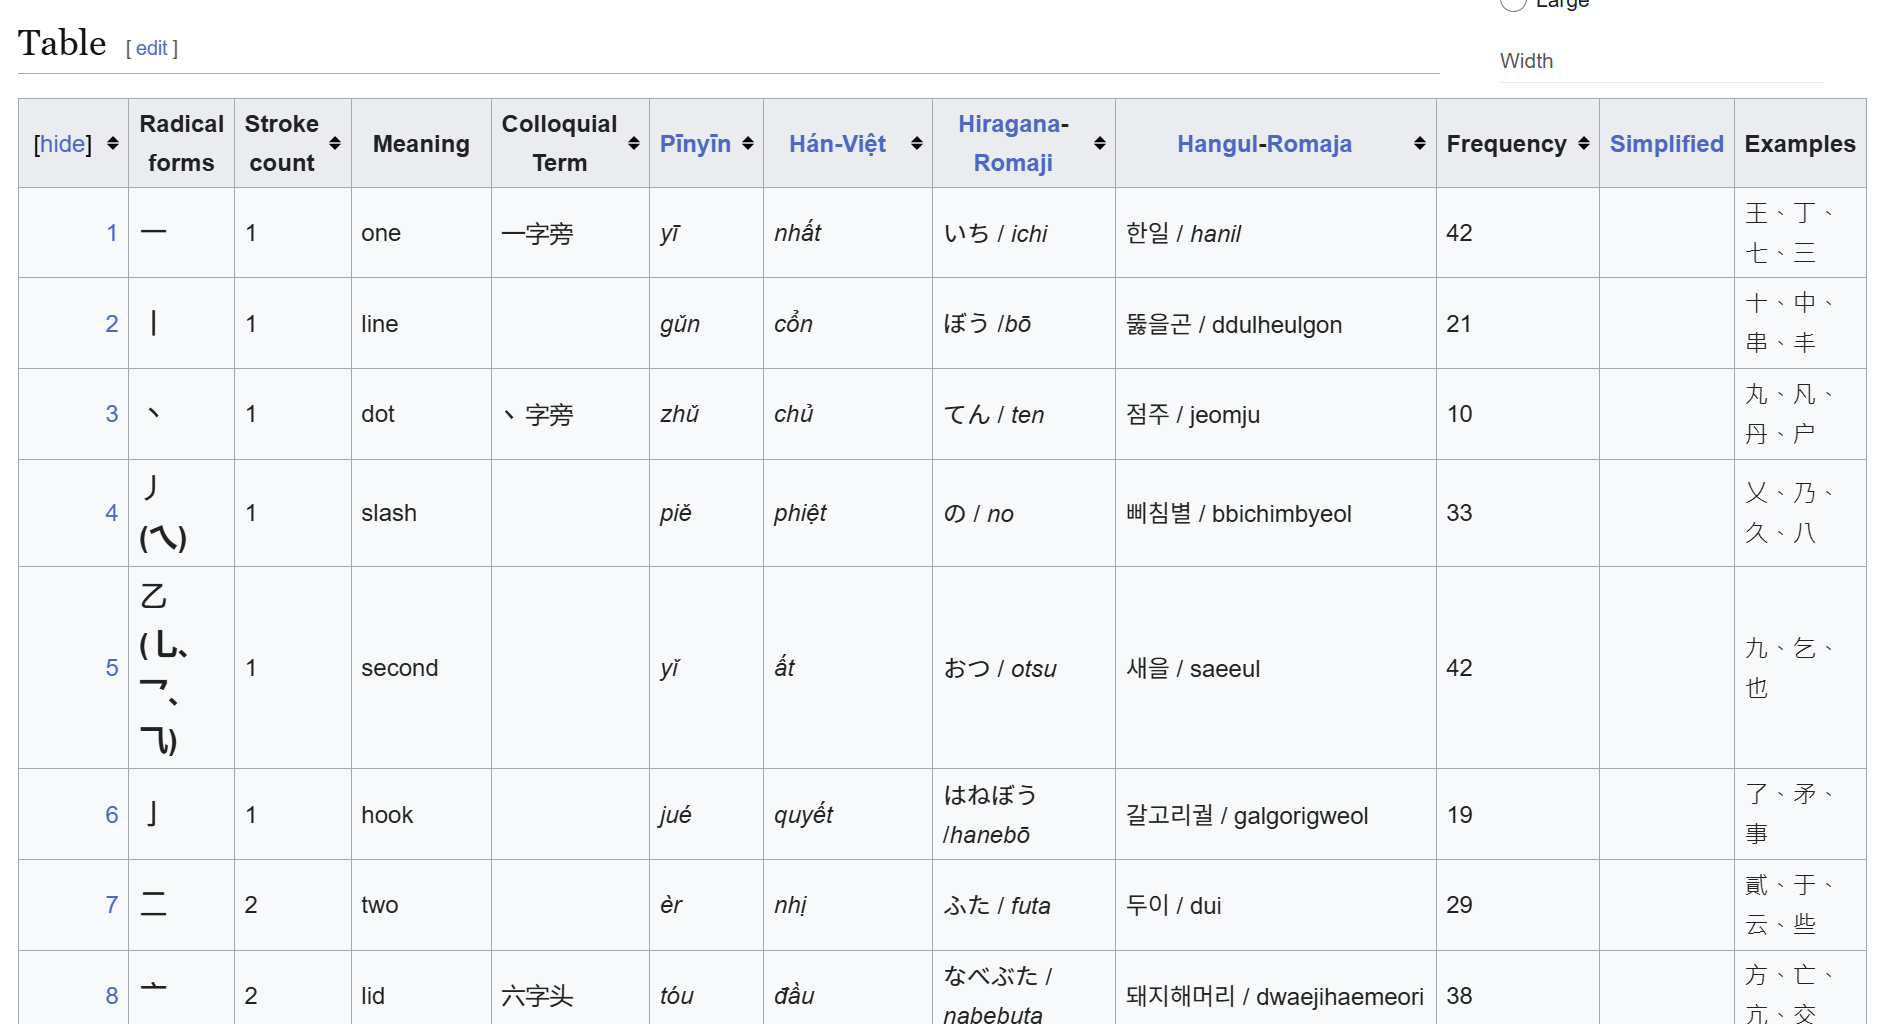 Large
Table [ edit ]
Width
[hide] Radical forms Stroke count Meaning Colloquial Term Pīnyīn Hán-Việt Hiragana-Romaji Hangul-Romaja Frequency Simplified Examples
1 一 1 one 一字旁 yī nhất いち / ichi 한일 / hanil 42 王、丁、七、三
2 丨 1 line gǔn cổn ぼう /bō 뚫을곤 / ddulheulgon 21 十、中、串、丰
3 丶 1 dot 丶字旁 zhǔ chủ てん / ten 점주 / jeomju 10 丸、凡、丹、户
4 丿 (乀) 1 slash piě phiệt の / no 삐침별 / bbichimbyeol 33 乂、乃、久、八
5 乙 (乚、乛、⺄) 1 second yǐ ất おつ / otsu 새을 / saeeul 42 九、乞、也
6 亅 1 hook jué quyết はねぼう /hanebō 갈고리궐 / galgorigweol 19 了、矛、事
7 二 2 two èr nhị ふた / futa 두이 / dui 29 貳、于、云、些
8 亠 2 lid 六字头 tóu đầu なべぶた / nabebuta 돼지해머리 / dwaejihaemeori 38 方、亡、亢、交